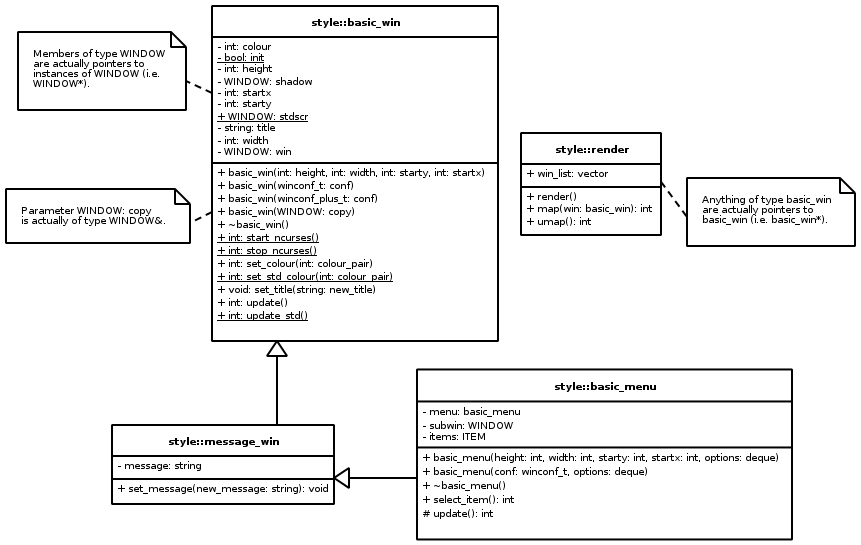 style::basic_win
- int: colour
- bool: init
- int: height
- WINDOW: shadow
- int: startx
- int: starty
+ WINDOW: stdscr
- string: title
- int: width
- WINDOW: win
+ basic_win(int: height, int: width, int: starty, int: startx)
+ basic_win(winconf_t: conf)
+ basic_win(winconf_plus_t: conf)
+ basic_win(WINDOW: copy)
+ ~basic_win()
+ int: start_ncurses()
+ int: stop_ncurses()
+ int: set_colour(int: colour_pair)
+ int: set_std_colour(int: colour_pair)
+ void: set_title(string: new_title)
+ int: update()
+ int: update_std()
Members of type WINDOW
are actually pointers to
instances of WINDOW (i.e.
WINDOW*).
Parameter WINDOW: copy
is actually of type WINDOW&.
style::render
+ win_list: vector
+ render()
+ map(win: basic_win): int
+ umap(): int
Anything of type basic_win
are actually pointers to
basic_win (i.e. basic_win*).
style::message_win
- message: string
+ set_message(new_message: string): void
style::basic_menu
- menu: basic_menu
- subwin: WINDOW
- items: ITEM
+ basic_menu(height: int, width: int, starty: int, startx: int, options: deque)
+ basic_menu(conf: winconf_t, options: deque)
+ ~basic_menu()
+ select_item(): int
# update(): int